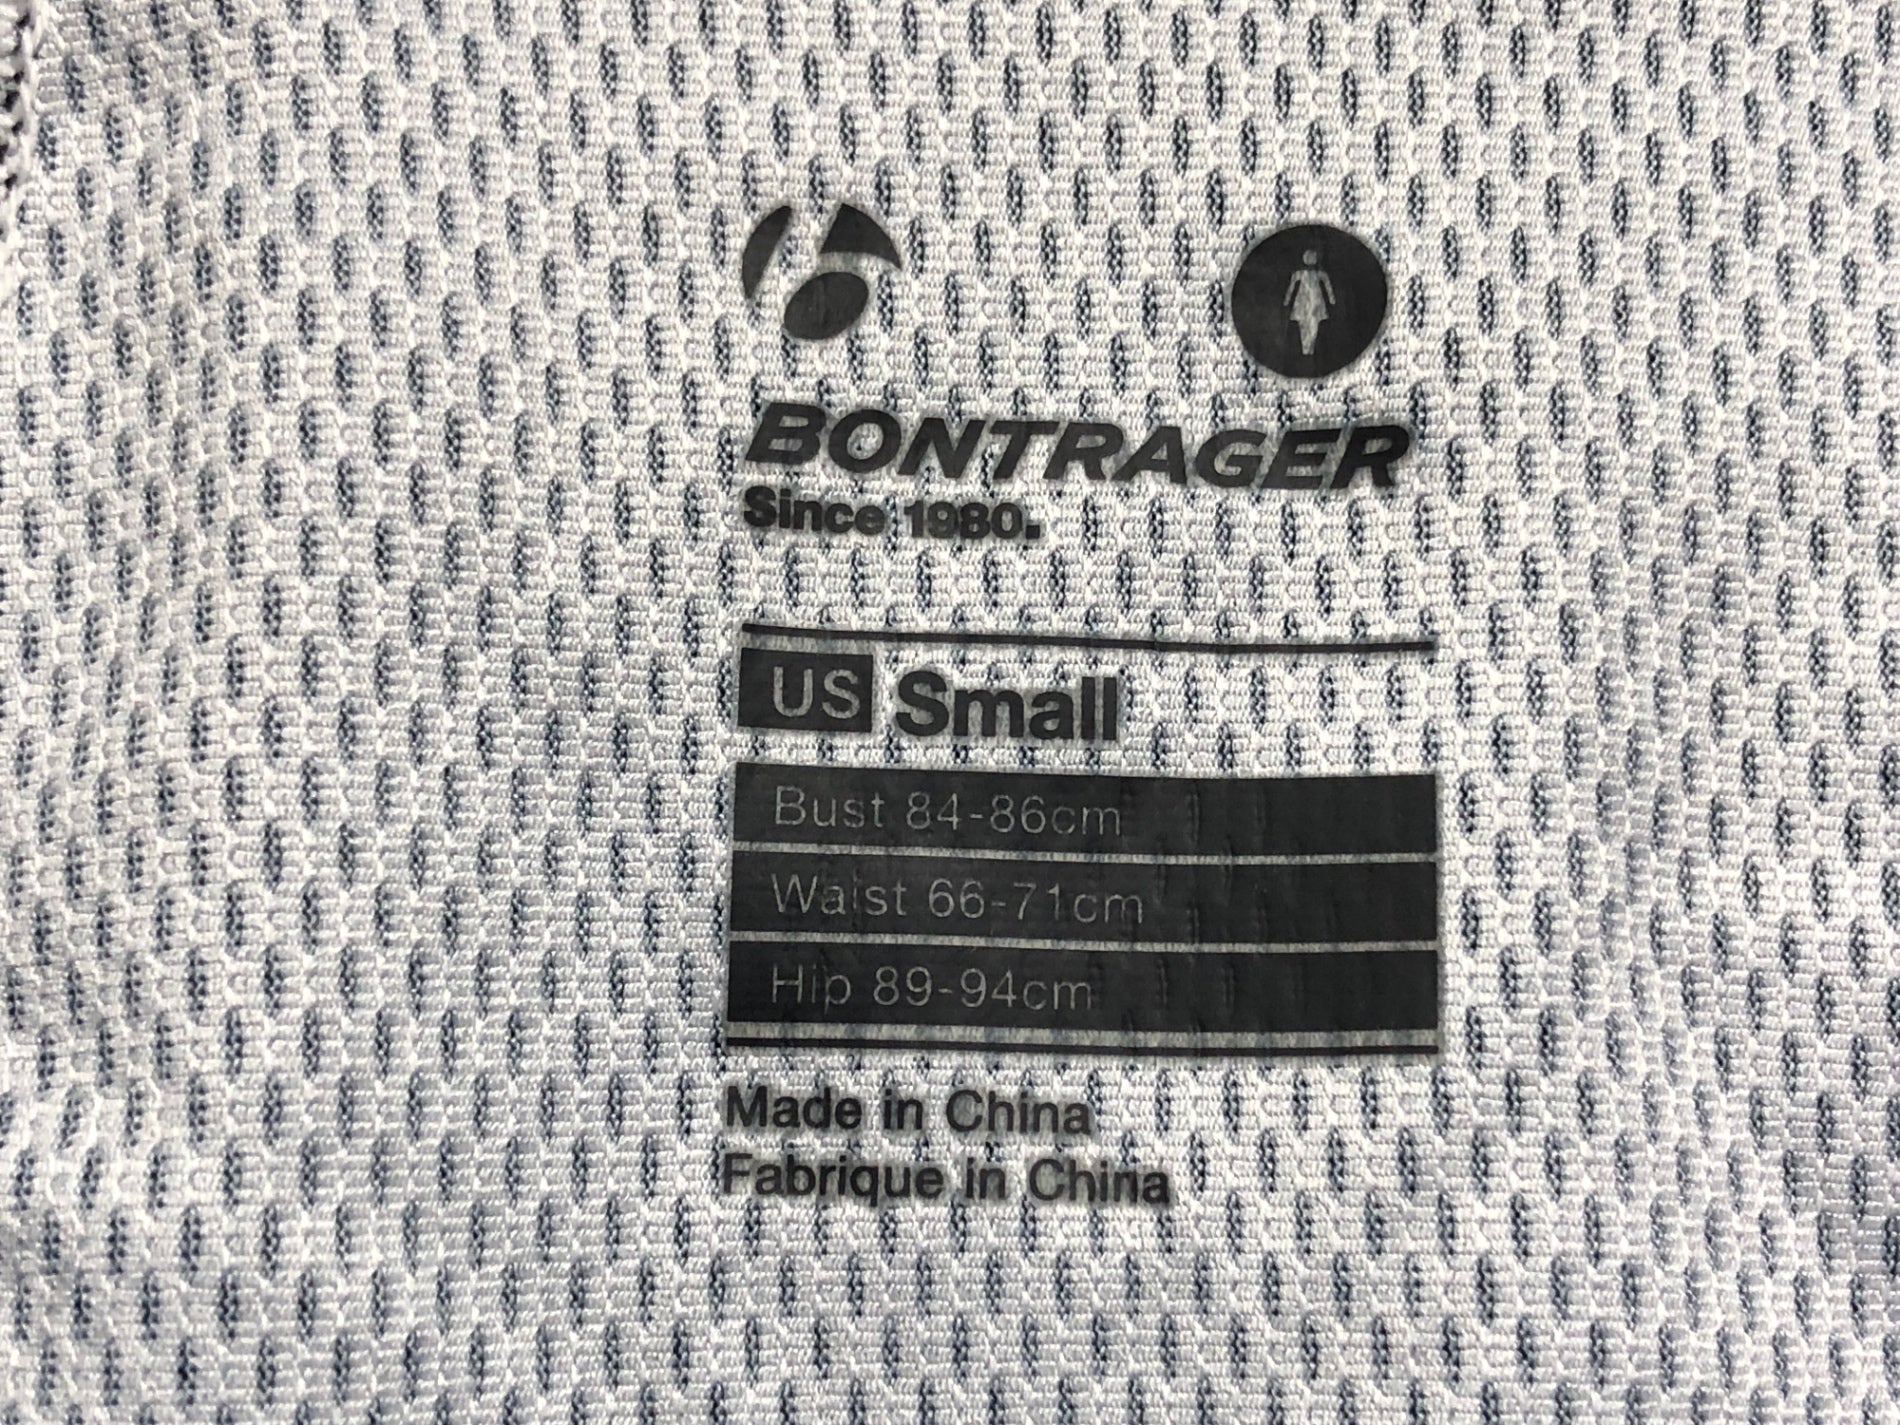 BONTRAGER
Since 1980.
US Small
Bust 84-86cm
Waist 66-71cm
Hip 89-94cm
Made in China
Fabrique in China